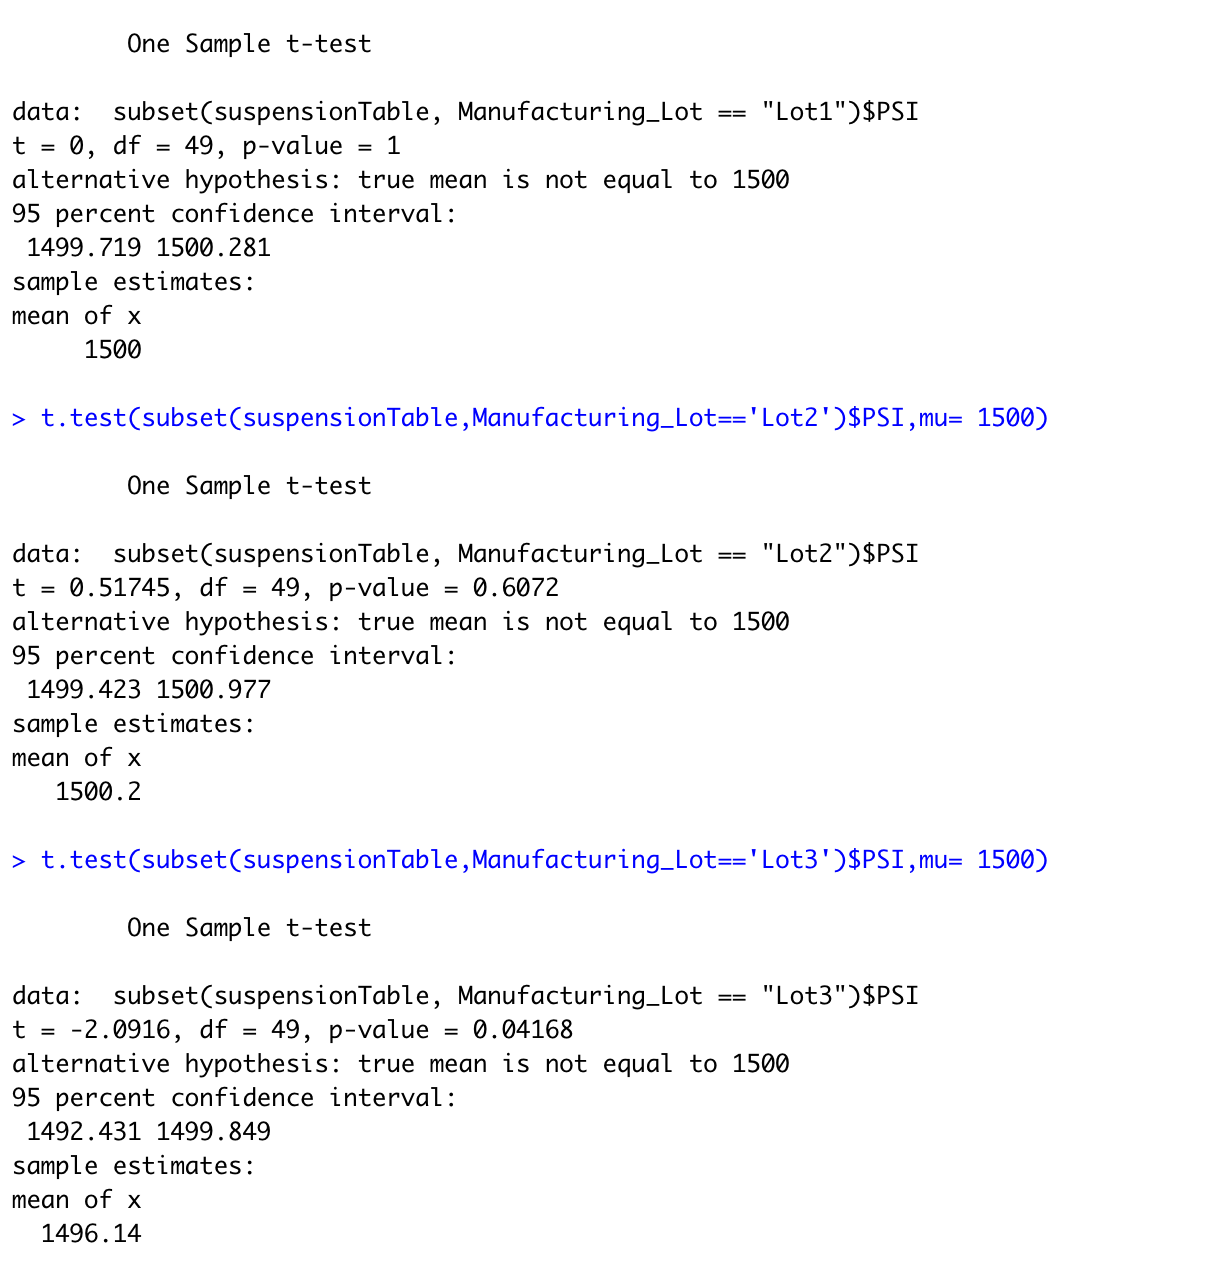 One Sample t-test
data:  subset(suspensionTable, Manufacturing_Lot == "Lot1")$PSI
t = 0, df = 49, p-value = 1
alternative hypothesis: true mean is not equal to 1500
95 percent confidence interval:
 1499.719 1500.281
sample estimates:
mean of x
     1500
> t.test(subset(suspensionTable,Manufacturing_Lot=='Lot2')$PSI,mu= 1500)
One Sample t-test
data:  subset(suspensionTable, Manufacturing_Lot == "Lot2")$PSI
t = 0.51745, df = 49, p-value = 0.6072
alternative hypothesis: true mean is not equal to 1500
95 percent confidence interval:
 1499.423 1500.977
sample estimates:
mean of x
   1500.2
> t.test(subset(suspensionTable,Manufacturing_Lot=='Lot3')$PSI,mu= 1500)
One Sample t-test
data:  subset(suspensionTable, Manufacturing_Lot == "Lot3")$PSI
t = -2.0916, df = 49, p-value = 0.04168
alternative hypothesis: true mean is not equal to 1500
95 percent confidence interval:
 1492.431 1499.849
sample estimates:
mean of x
  1496.14